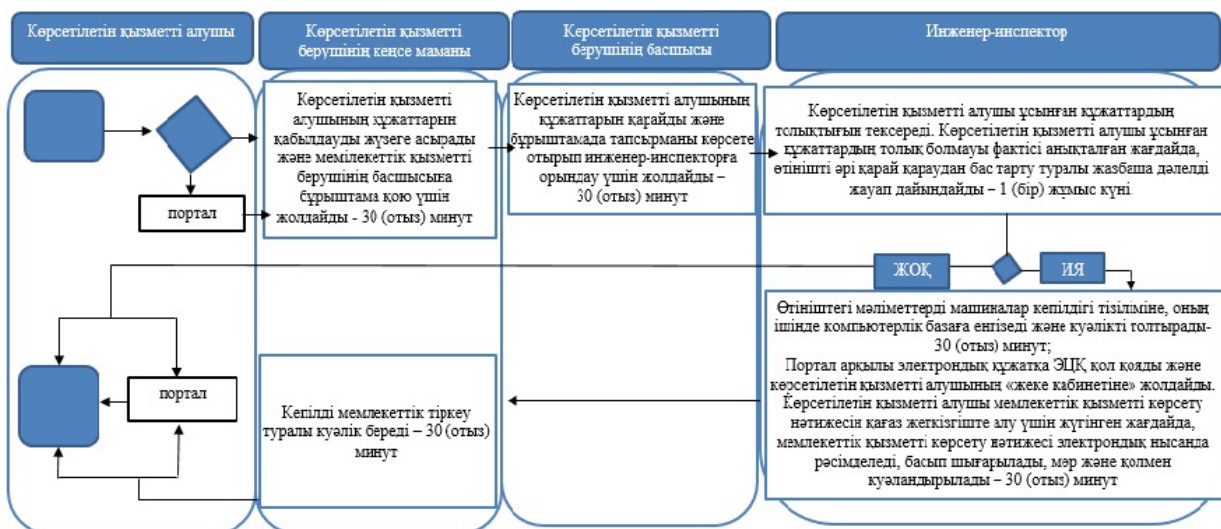 Көрсетілетін қызметті алушы
Көрсетілетін қызметті
берушінің кеңсе маманы
Көрсетілетін қызметті
берушінің басшысы
Инженер-инспектор
Көрсетілетін қызметті
алушының құжаттарын
қабылдауды жүзеге асырады
және мемілекеттік қызметті
берушінің басшысына
бұрыштама қою үшін
жолдайды - 30 (отыз) минут
Көрсетілетін қызметті алушының
құжаттарын қарайды және
бұрыштамада тапсырманы көрсете
отырып инженер-инспекторға
орындау үшін жолдайды –
30 (отыз) минут
Көрсетілетін қызметті алушы ұсынған құжаттардың
толықтығын тексереді. Көрсетілетін қызметті алушы ұсынған
құжаттардың толық болмауы фактісі анықталған жағдайда,
өтінішті әрі қарай қараудан бас тарту туралы жазбаша дәлелді
жауап дайындайды – 1 (бір) жұмыс күні
портал
ЖОҚ
ИЯ
Өтініштегі мәліметтерді машиналар кепілдігі тізіліміне, оның
ішінде компьютерлік базаға енгізеді және куәлікті толтырады-
30 (отыз) минут;
Портал арқылы электрондық құжатка ЭЦҚ қол қояды және
көрсетілетін қызметті алушының «жеке кабинетіне» жолдайды.
Көрсетілетін қызметті алушы мемлекеттік қызметті көрсету
нәтижесін қағаз жеткізгіште алу үшін жүгінген жағдайда,
мемлекеттік қызметті көрсету нәтижесі электрондық нысанда
рәсімделеді, басып шығарылады, мөр және қолмен
куәландырылады – 30 (отыз) минут
портал
Кепілді мемлекеттік тіркеу
туралы куәлік береді – 30 (отыз)
минут